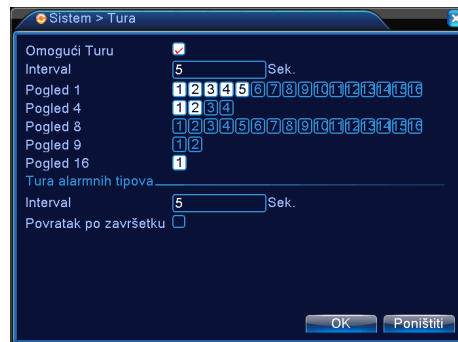 Sistem > Tura
Omogući Turu
Interval 5 Sek.
Pogled 1 1 2 3 4 5 6 7 8 9 10 11 12 13 14 15 16
Pogled 4 1 2 3 4
Pogled 8 1 2 3 4 5 6 7 8 9 10 11 12 13 14 15 16
Pogled 9 1 2
Pogled 16 1
Tura alarmnih tipova
Interval 5 Sek.
Povratak po završetku
OK Poništiti